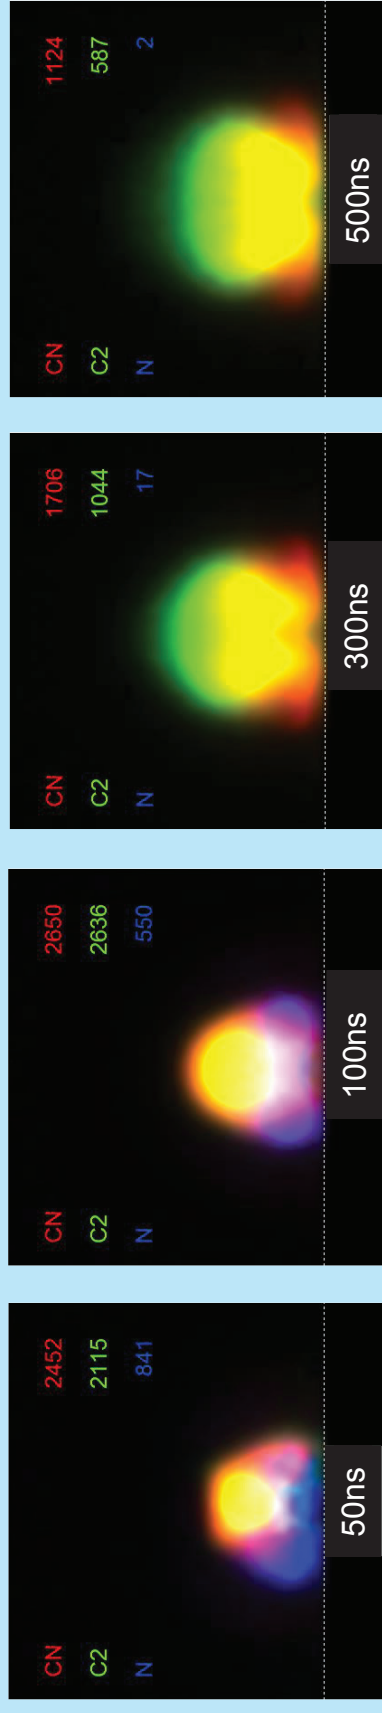 CN 2452
C2 2115
N 841
50ns
CN 2650
C2 2636
N 550
100ns
CN 1706
C2 1044
N 17
300ns
CN 1124
C2 587
N 2
500ns